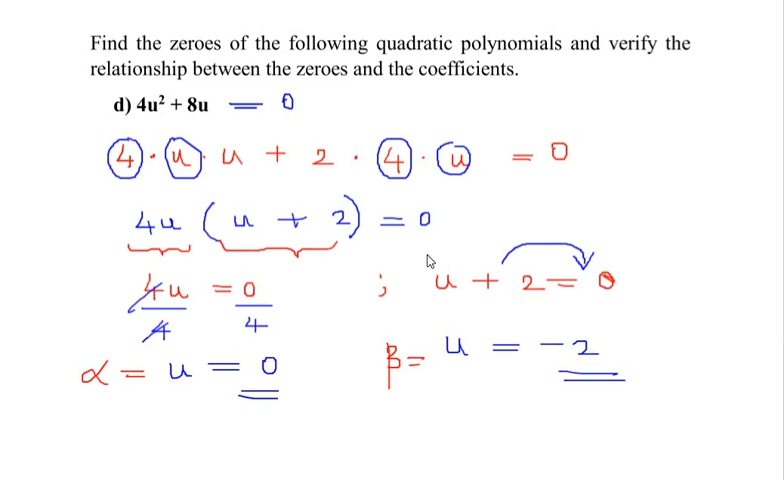 Find the zeroes of the following quadratic polynomials and verify the
relationship between the zeroes and the coefficients.
d) 4u² + 8u = 0
4 · u · u + 2 · 4 · u = 0
4u ( u + 2 ) = 0
4u = 0 ; u + 2 = 0
4 4
α = u = 0 β = u = -2